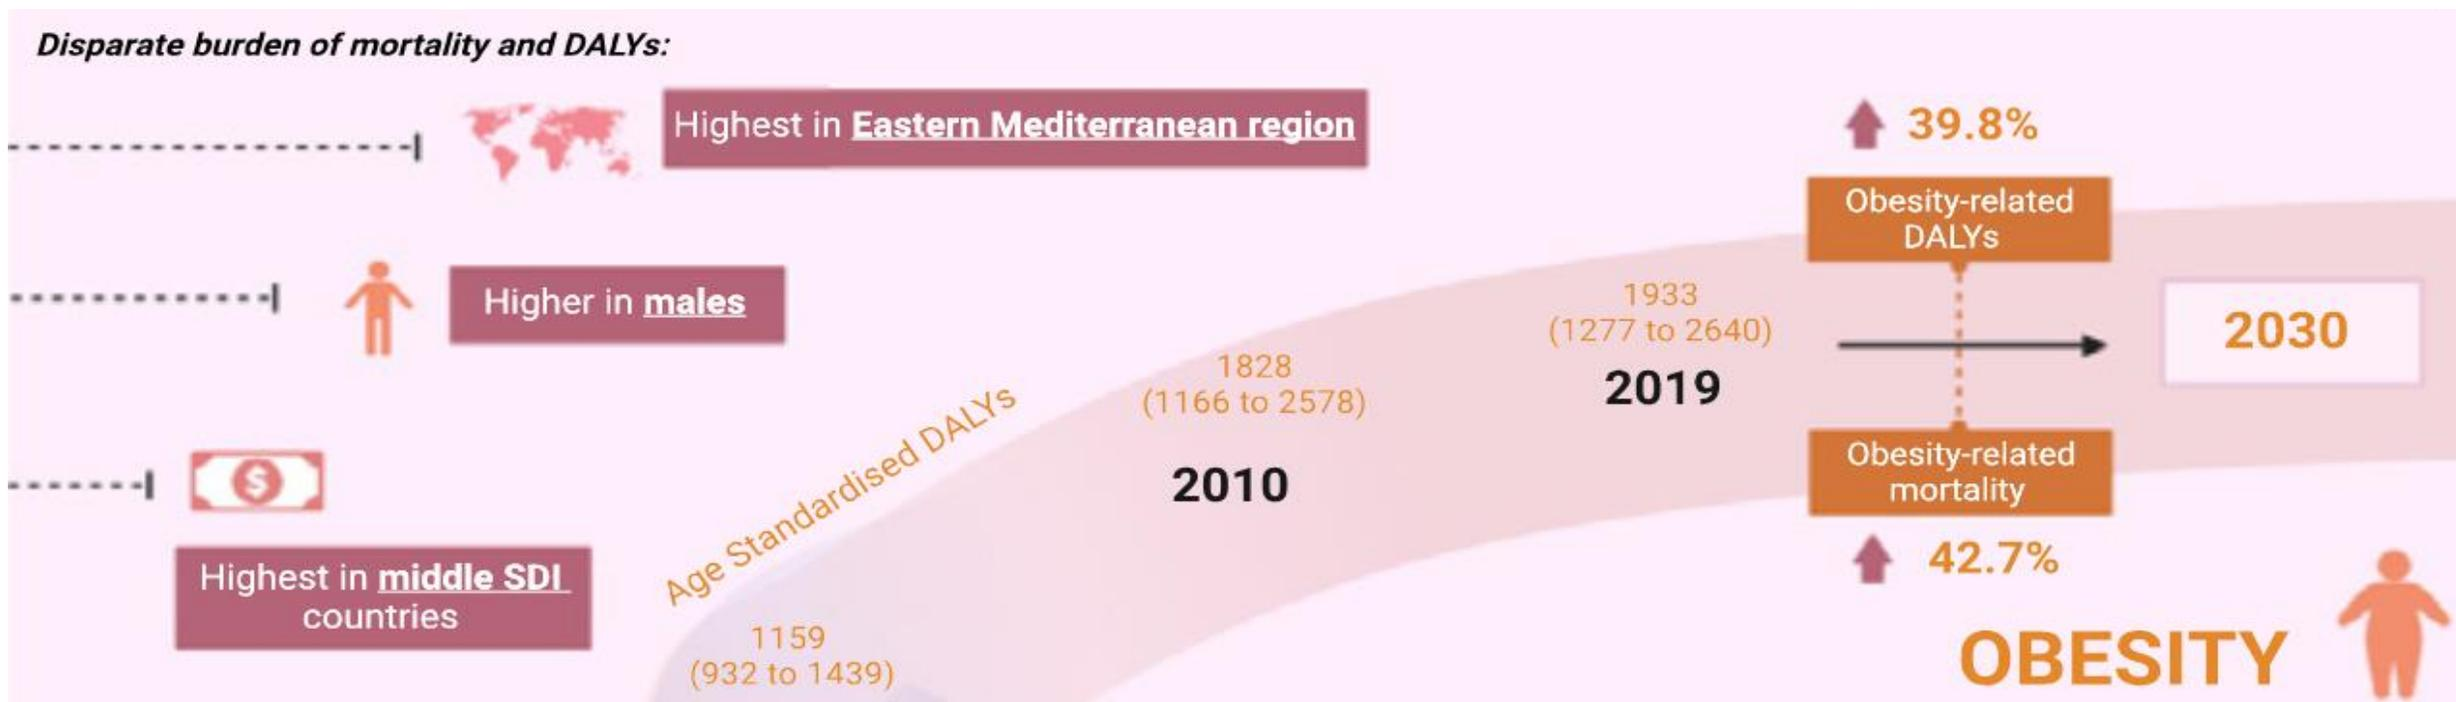 Disparate burden of mortality and DALYs:
Highest in Eastern Mediterranean region
Higher in males
$
Highest in middle SDI
countries
Age Standardised DALYs
1159
(932 to 1439)
1828
(1166 to 2578)
2010
1933
(1277 to 2640)
2019
39.8%
Obesity-related
DALYs
2030
Obesity-related
mortality
42.7%
OBESITY